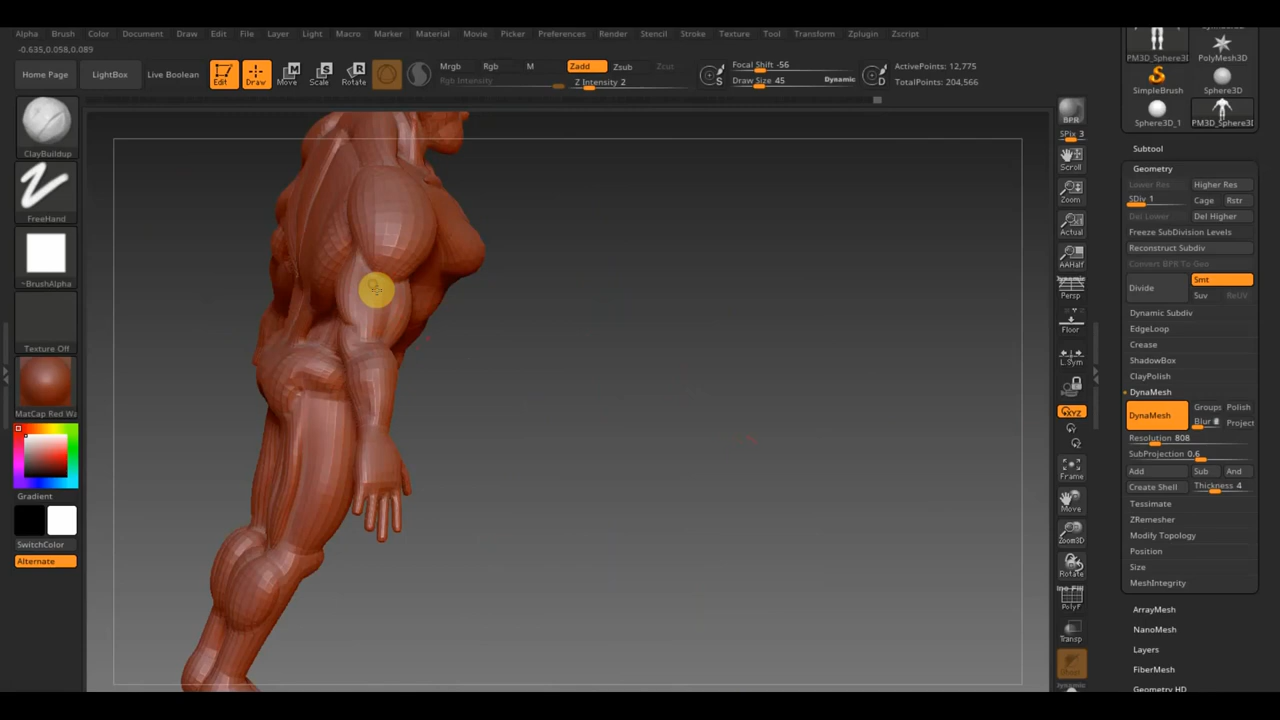 Alpha Brush Color Document Draw Edit File Layer Light Macro Marker Material Movie Picker Preferences Render Stencil Stroke Texture Tool Transform Zplugin Zscript
-0.635,0.058,0.089
Home Page LightBox Live Boolean Edit Draw Move Scale Rotate
Mrgb Rgb M Zadd Zsub Zcut Focal Shift -56 ActivePoints: 12,775
Rgb Intensity Z Intensity 2 Draw Size 45 Dynamic TotalPoints: 204,566
S D
ClayBuildup
FreeHand
~BrushAlpha
Texture Off
MatCap Red Wa
Gradient
SwitchColor
Alternate
BPR
SPix 3
Scroll
Zoom
Actual
AAHalf
Dynamic
Persp
Floor
L.Sym
XYZ
Y
Z
Frame
Move
Zoom3D
Rotate
PolyF
Transp
Dynamic
PM3D_Sphere3D PolyMesh3D
SimpleBrush Sphere3D
Sphere3D_1 PM3D_Sphere3D
Subtool
Geometry
Lower Res Higher Res
SDiv 1 Cage Rstr
Del Lower Del Higher
Freeze SubDivision Levels
Reconstruct Subdiv
Convert BPR To Geo
Divide Smt
Suv ReUV
Dynamic Subdiv
EdgeLoop
Crease
ShadowBox
ClayPolish
DynaMesh
DynaMesh Groups Polish
Blur Project
Resolution 808
SubProjection 0.6
Add Sub And
Create Shell Thickness 4
Tessimate
ZRemesher
Modify Topology
Position
Size
MeshIntegrity
ArrayMesh
NanoMesh
Layers
FiberMesh
Geometry HD